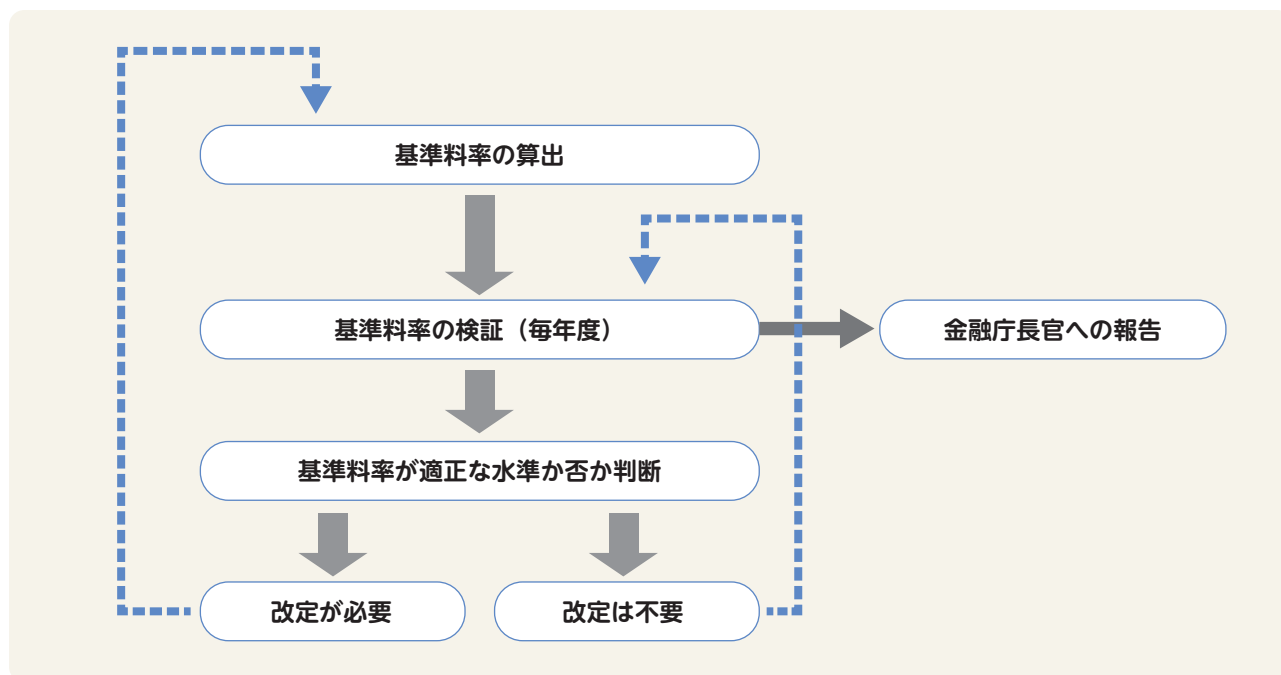 基準料率の算出
基準料率の検証（毎年度）
金融庁長官への報告
基準料率が適正な水準か否か判断
改定が必要
改定は不要